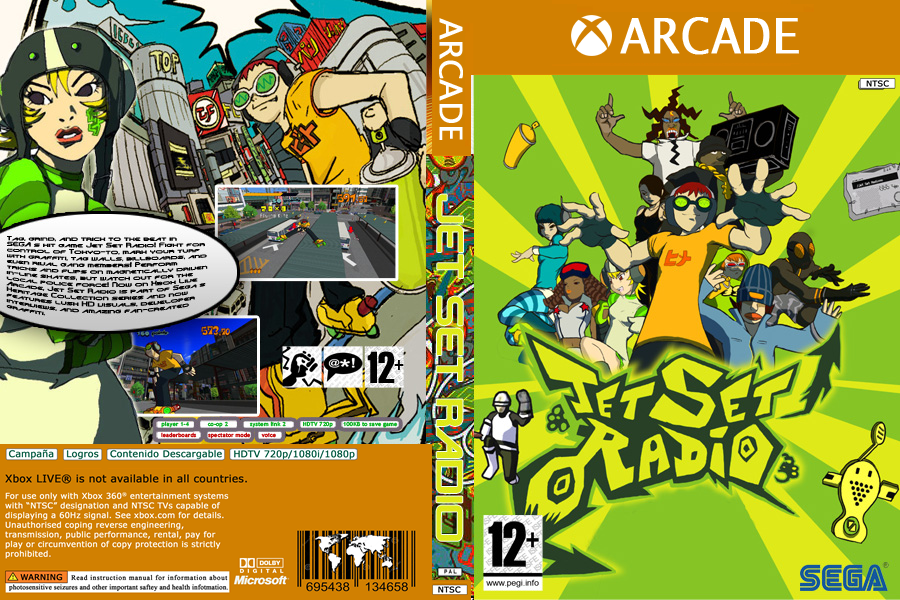 TOP
TAG, GRIND, AND TRICK TO THE BEAT IN
SEGA'S HIT GAME JET SET RADIO! FIGHT FOR
CONTROL OF TOKYO-TO, MARK YOUR TURF
WITH GRAFFITI, TAG WALLS, BILLBOARDS, AND
EVEN RIVAL GANG MEMBERS! PERFORM
TRICKS AND FLIPS ON MAGNETICALLY DRIVEN
IN-LINE SKATES, BUT WATCH OUT FOR THE
LOCAL POLICE FORCE! NOW ON XBOX LIVE
ARCADE, JET SET RADIO IS PART OF SEGA'S
HERITAGE COLLECTION SERIES AND NOW
FEATURES LUSH HD VISUALS, DEVELOPER
INTERVIEWS, AND AMAZING FAN-CREATED
GRAFFITI.
@*!
12+
player 1-4
co-op 2
system link 2
HDTV 720p
100KB to save game
leaderboards
spectator mode
voice
Campaña
Logros
Contenido Descargable
HDTV 720p/1080i/1080p
Xbox LIVE® is not available in all countries.
For use only with Xbox 360® entertainment systems
with "NTSC" designation and NTSC TVs capable of
displaying a 60Hz signal. See xbox.com for details.
Unauthorised coping reverse engineering,
transmission, public performance, rental, pay for
play or circumvention of copy protection is strictly
prohibited.
WARNING Read instruction manual for information about
photosensitive seizures and other important saftey and health infotmation.
DOLBY
DIGITAL
Microsoft®
695438 134658
ARCADE
JET SET RADIO
PAL
NTSC
ARCADE
NTSC
JET SET
RADIO
12+
www.pegi.info
SEGA®